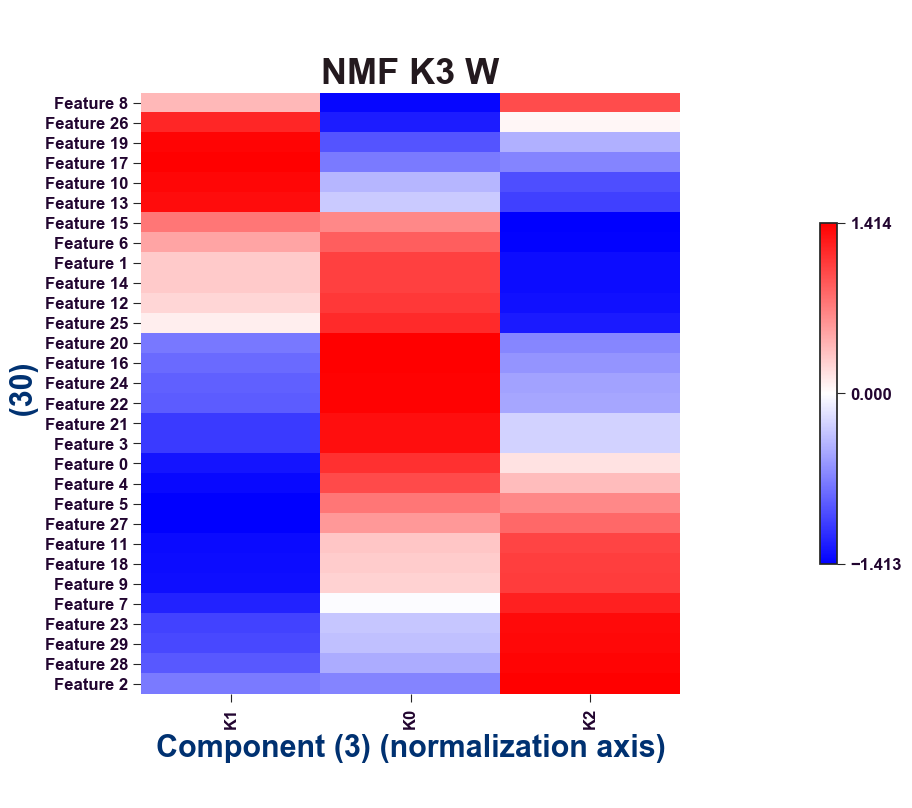 NMF K3 W
Feature 8
Feature 26
Feature 19
Feature 17
Feature 10
Feature 13
Feature 15
Feature 6
Feature 1
Feature 14
Feature 12
Feature 25
Feature 20
Feature 16
Feature 24
Feature 22
Feature 21
Feature 3
Feature 0
Feature 4
Feature 5
Feature 27
Feature 11
Feature 18
Feature 9
Feature 7
Feature 23
Feature 29
Feature 28
Feature 2
(30)
K1
K0
K2
Component (3) (normalization axis)
1.414
0.000
−1.413